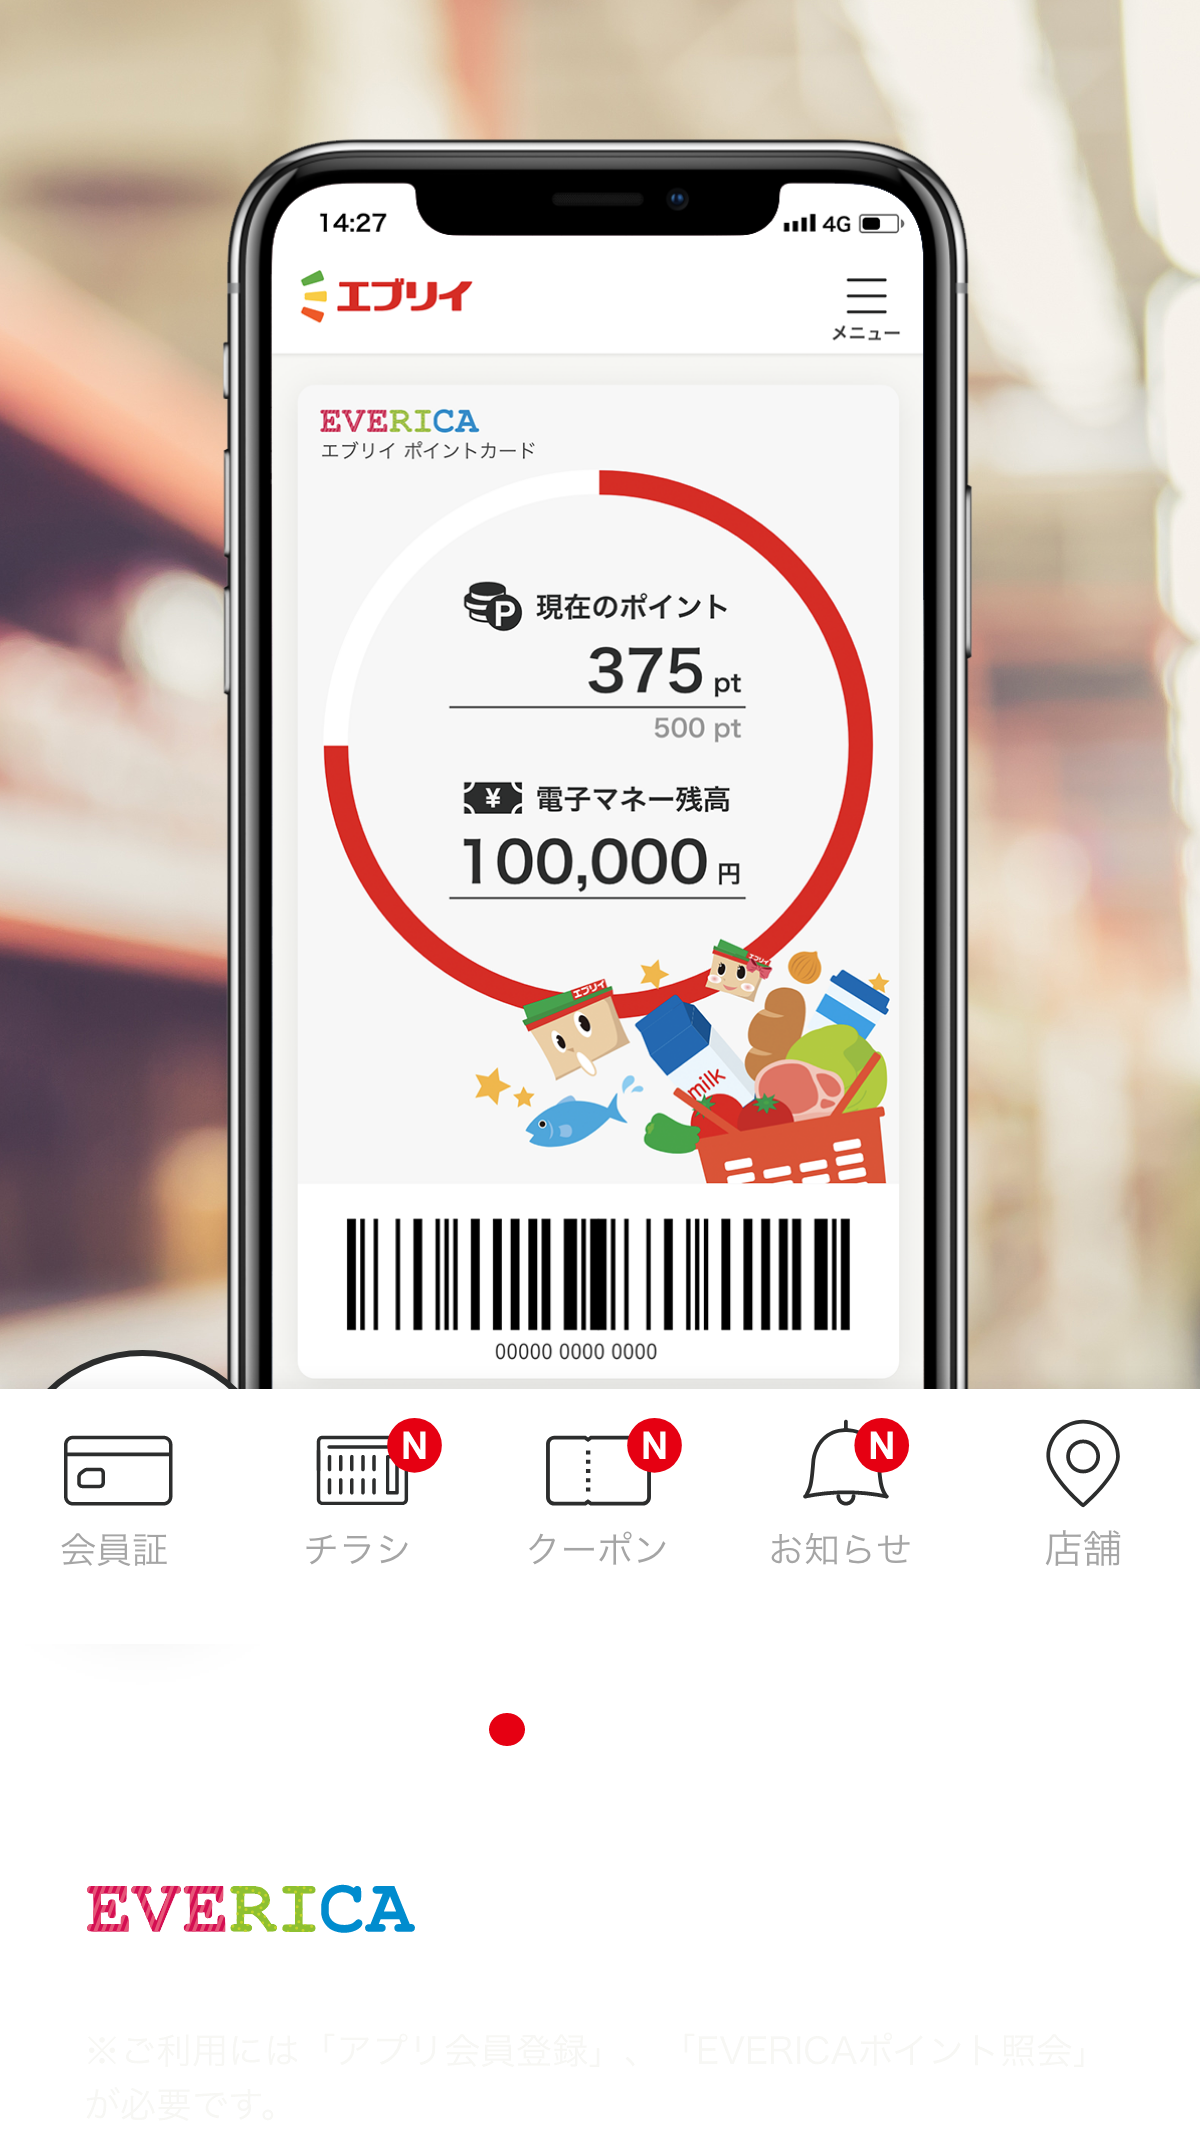 14:27
4G
エブリイ
メニュー
EVERICA
エブリイ ポイントカード
P 現在のポイント
375 pt
500 pt
¥ 電子マネー残高
100,000 円
エブリイ
エブリイ
milk
00000 0000 0000
N
N
N
会員証
チラシ
クーポン
お知らせ
店舗
EVERICA
※ご利用には「アプリ会員登録」、「EVERICAポイント照会」
が必要です。